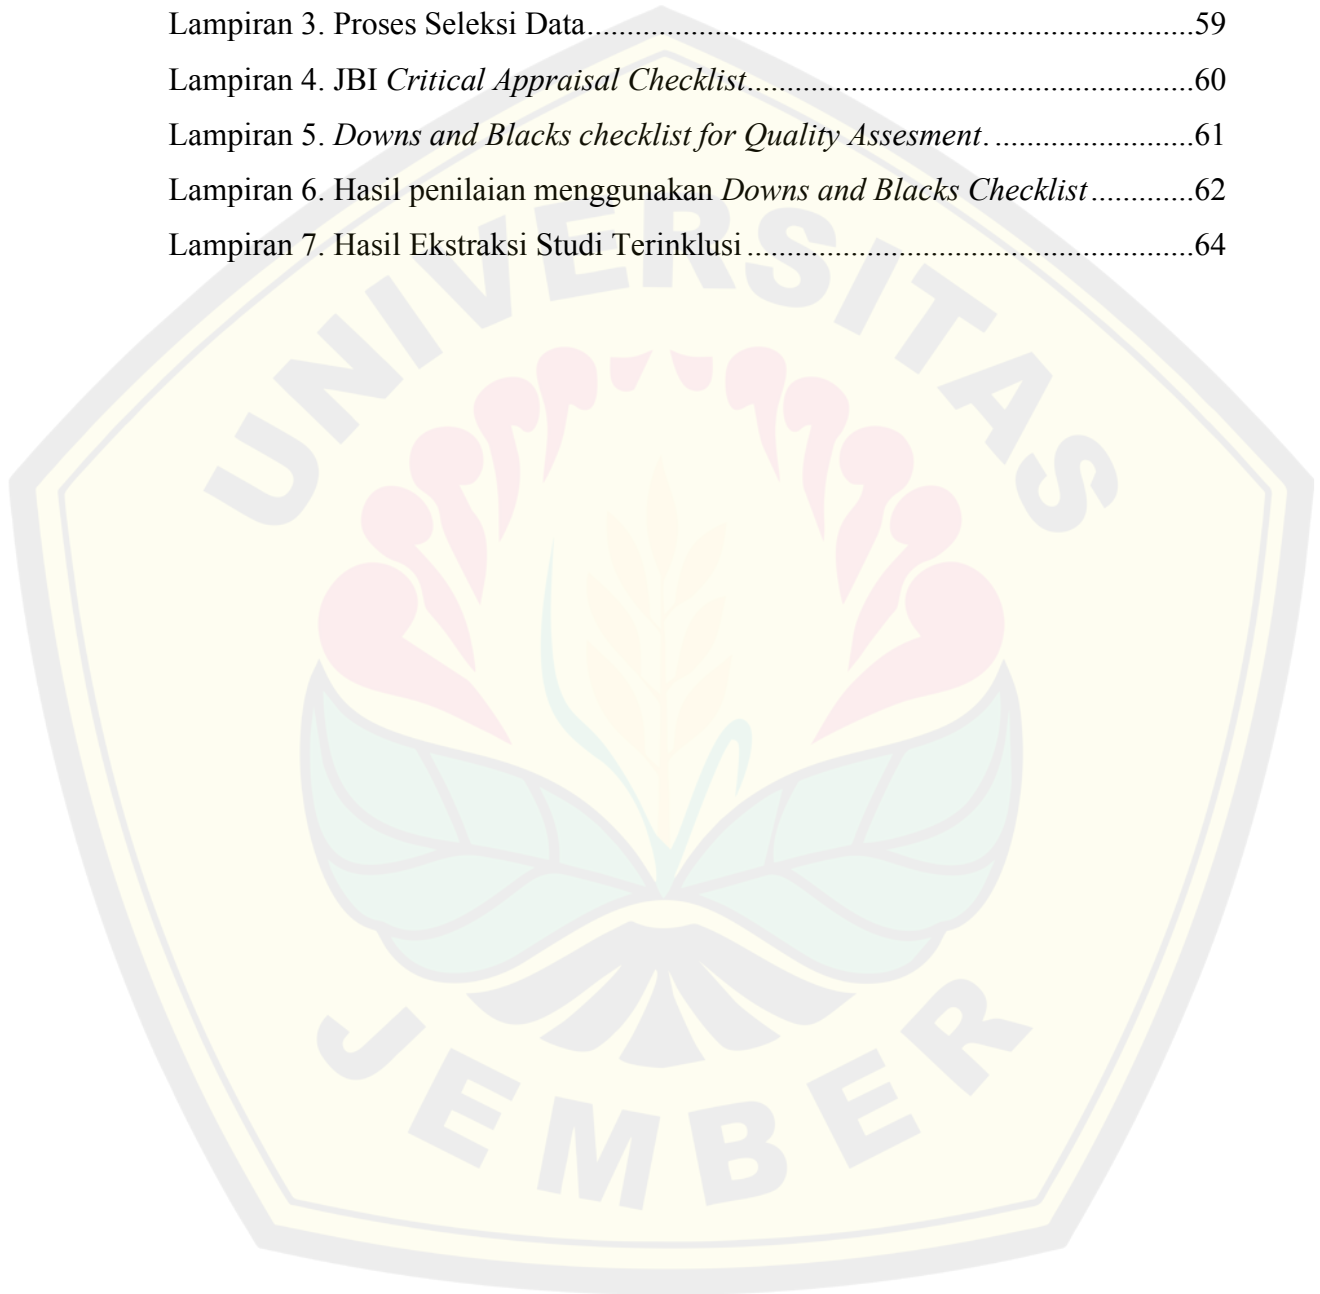 Lampiran 3. Proses Seleksi Data..........................................................................59
Lampiran 4. JBI Critical Appraisal Checklist.......................................................60
Lampiran 5. Downs and Blacks checklist for Quality Assesment. .........................61
Lampiran 6. Hasil penilaian menggunakan Downs and Blacks Checklist .............62
Lampiran 7. Hasil Ekstraksi Studi Terinklusi .......................................................64
UNIVERSITAS
JEMBER